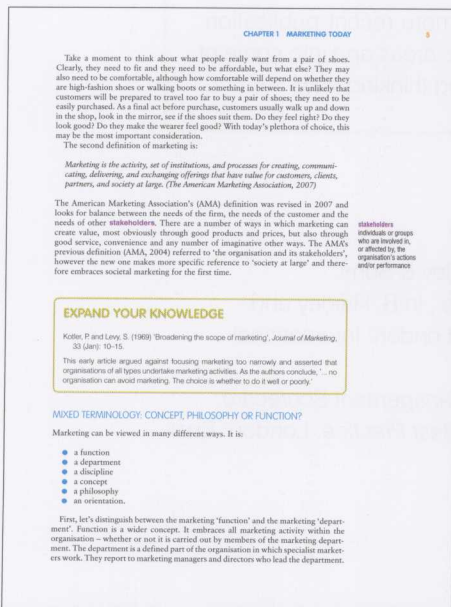 CHAPTER 1 MARKETING TODAY
Take a moment to think about what people really want from a pair of shoes.
Clearly, they need to fit and they need to be affordable, but what else? They may
also need to be comfortable, although how comfortable will depend on whether they
are high-fashion shoes or walking boots or something in between. It is unlikely that
customers will be prepared to travel too far to buy a pair of shoes; they need to be
easily purchased. As a final act before purchase, customers usually walk up and down
in the shop, look in the mirror, see if the shoes suit them. Do they feel right? Do they
look good? Do they make the wearer feel good? With today's plethora of choice, this
may be the most important consideration.
The second definition of marketing is:
Marketing is the activity, set of institutions, and processes for creating, communi-
cating, delivering, and exchanging offerings that have value for customers, clients,
partners, and society at large. (The American Marketing Association, 2007)
The American Marketing Association's (AMA) definition was revised in 2007 and
looks for balance between the needs of the firm, the needs of the customer and the
needs of other stakeholders. There are a number of ways in which marketing can
create value, most obviously through good products and prices, but also through
good service, convenience and any number of imaginative other ways. The AMA's
previous definition (AMA, 2004) referred to 'the organisation and its stakeholders',
however the new one makes more specific reference to 'society at large' and there-
fore embraces societal marketing for the first time.
stakeholders
individuals or groups
who are involved in,
or affected by, the
organisation's actions
and/or performance
EXPAND YOUR KNOWLEDGE
Kotler, P. and Levy, S. (1969) 'Broadening the scope of marketing', Journal of Marketing,
33 (Jan): 10–15.
This early article argued against focusing marketing too narrowly and asserted that
organisations of all types undertake marketing activities. As the authors conclude, '... no
organisation can avoid marketing. The choice is whether to do it well or poorly.'
MIXED TERMINOLOGY: CONCEPT, PHILOSOPHY OR FUNCTION?
Marketing can be viewed in many different ways. It is:
● a function
● a department
● a discipline
● a concept
● a philosophy
● an orientation.
First, let's distinguish between the marketing 'function' and the marketing 'depart-
ment'. Function is a wider concept. It embraces all marketing activity within the
organisation – whether or not it is carried out by members of the marketing depart-
ment. The department is a defined part of the organisation in which specialist market-
ers work. They report to marketing managers and directors who lead the department.